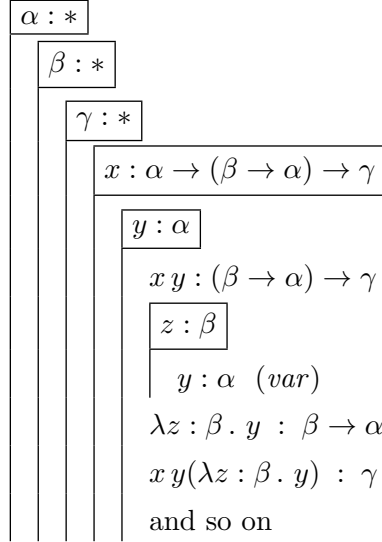 α : ∗
β : ∗
γ : ∗
x : α → (β → α) → γ
y : α
x y : (β → α) → γ
z : β
y : α (var)
λz : β . y : β → α
x y(λz : β . y) : γ
and so on